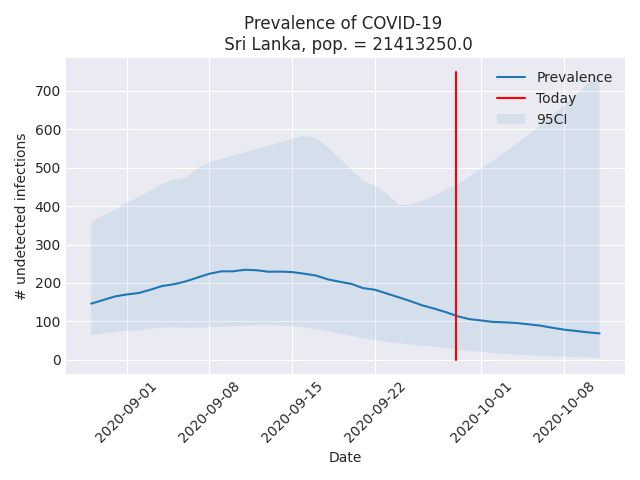 Prevalence of COVID-19
Sri Lanka, pop. = 21413250.0
Prevalence
Today
95CI
# undetected infections
700
600
500
400
300
200
100
0
2020-09-01
2020-09-08
2020-09-15
2020-09-22
2020-10-01
2020-10-08
Date